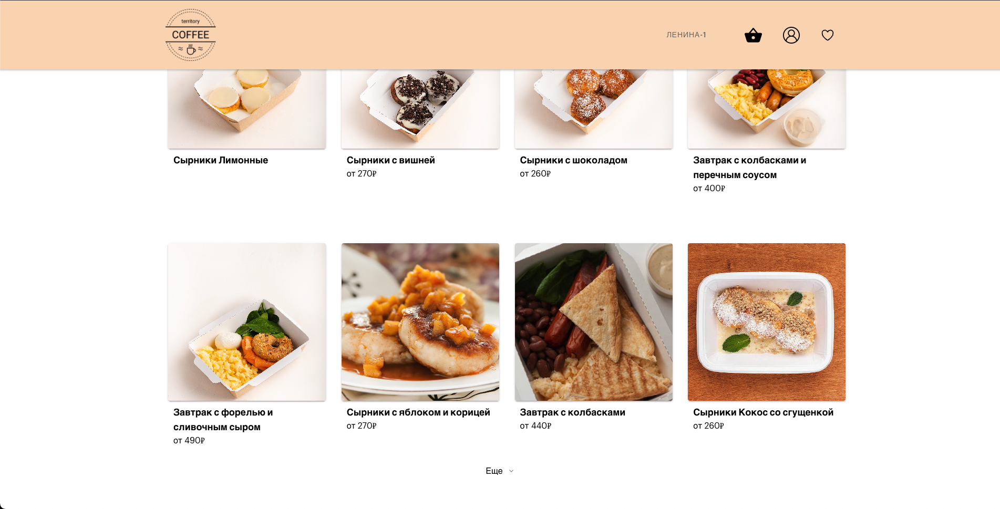 territory
COFFEE
ЛЕНИНА-1
Сырники Лимонные
Сырники с вишней
от 270₽
Сырники с шоколадом
от 260₽
Завтрак с колбасками и
перечным соусом
от 400₽
Завтрак с форелью и
сливочным сыром
от 490₽
Сырники с яблоком и корицей
от 270₽
Завтрак с колбасками
от 440₽
Сырники Кокос со сгущенкой
от 260₽
Еще